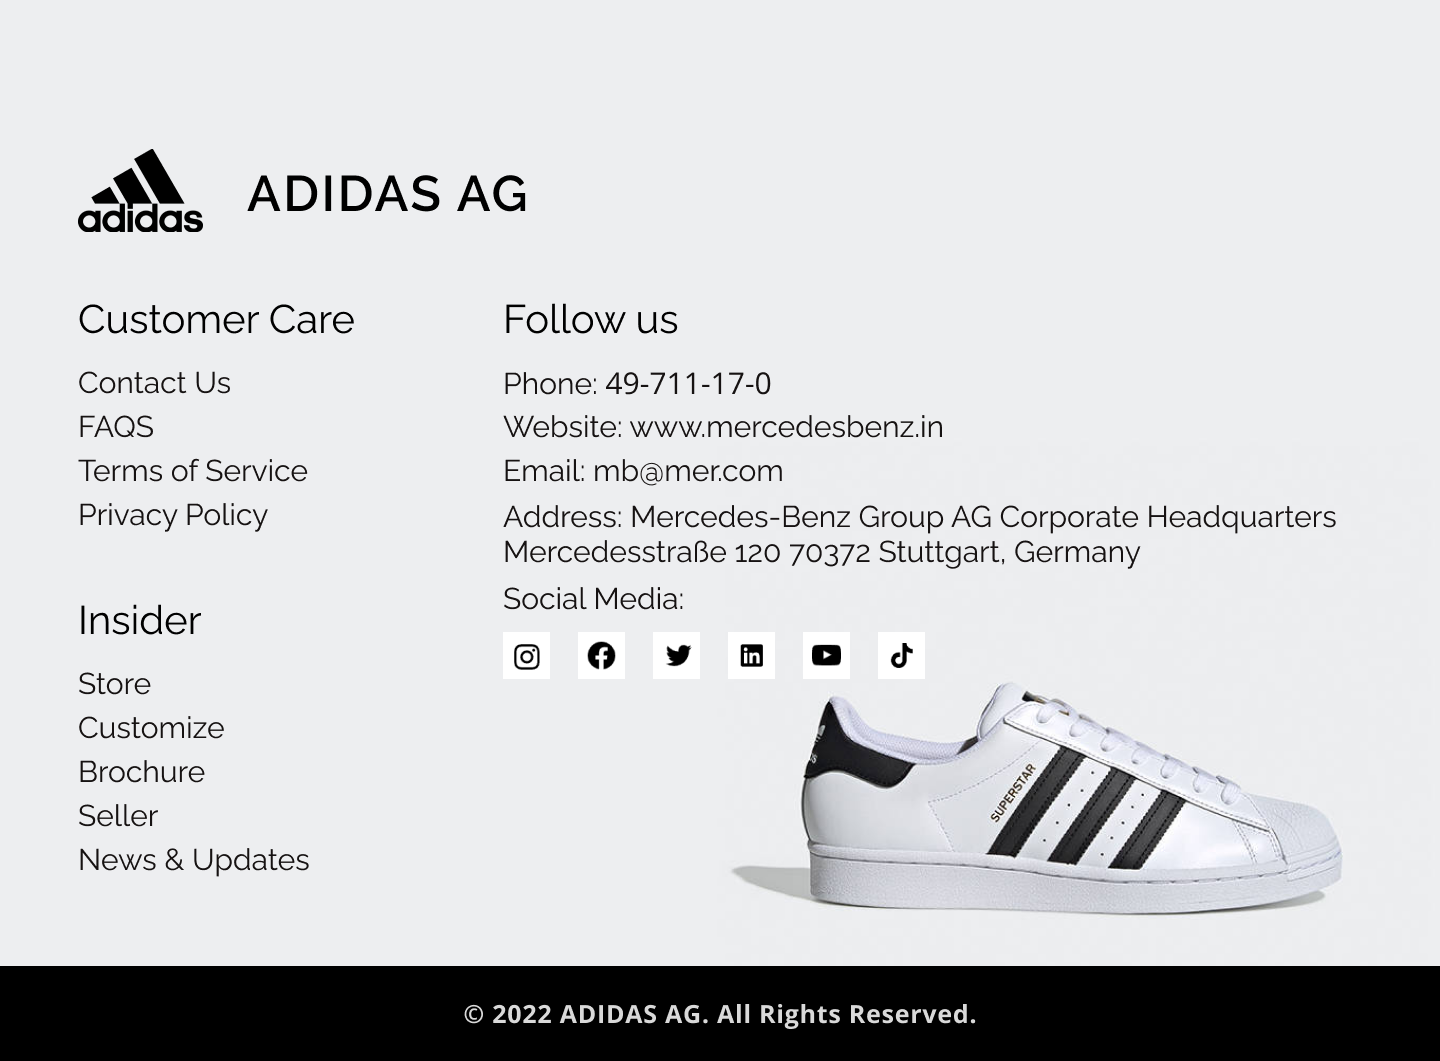 adidas
ADIDAS AG
Customer Care
Contact Us
FAQS
Terms of Service
Privacy Policy
Insider
Store
Customize
Brochure
Seller
News & Updates
Follow us
Phone: 49-711-17-0
Website: www.mercedesbenz.in
Email: mb@mer.com
Address: Mercedes-Benz Group AG Corporate Headquarters
Mercedesstraße 120 70372 Stuttgart, Germany
Social Media:
in
SUPERSTAR
© 2022 ADIDAS AG. All Rights Reserved.